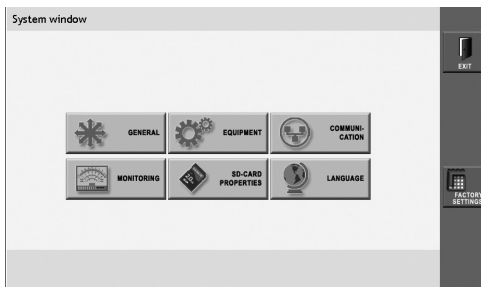 System window
EXIT
GENERAL
EQUIPMENT
COMMUNI-
CATION
MONITORING
SD-CARD
PROPERTIES
LANGUAGE
FACTORY
SETTINGS